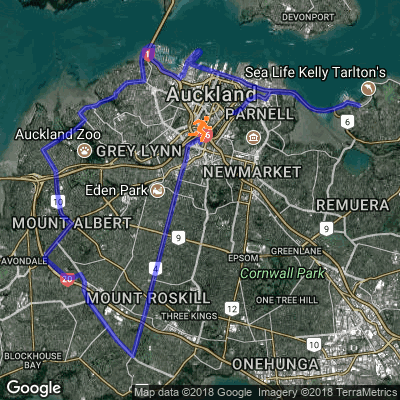 DEVONPORT
Sea Life Kelly Tarlton's
Auckland
PARNELL
6
Auckland Zoo
GREY LYNN
NEWMARKET
Eden Park
10
REMUERA
MOUNT ALBERT
9
9
GREENLANE
AVONDALE
EPSOM
4
Cornwall Park
20
MOUNT ROSKILL
ONE TREE HILL
12
THREE KINGS
10
BLOCKHOUSE
BAY
ONEHUNGA
Google
Map data ©2018 Google Imagery ©2018 TerraMetrics